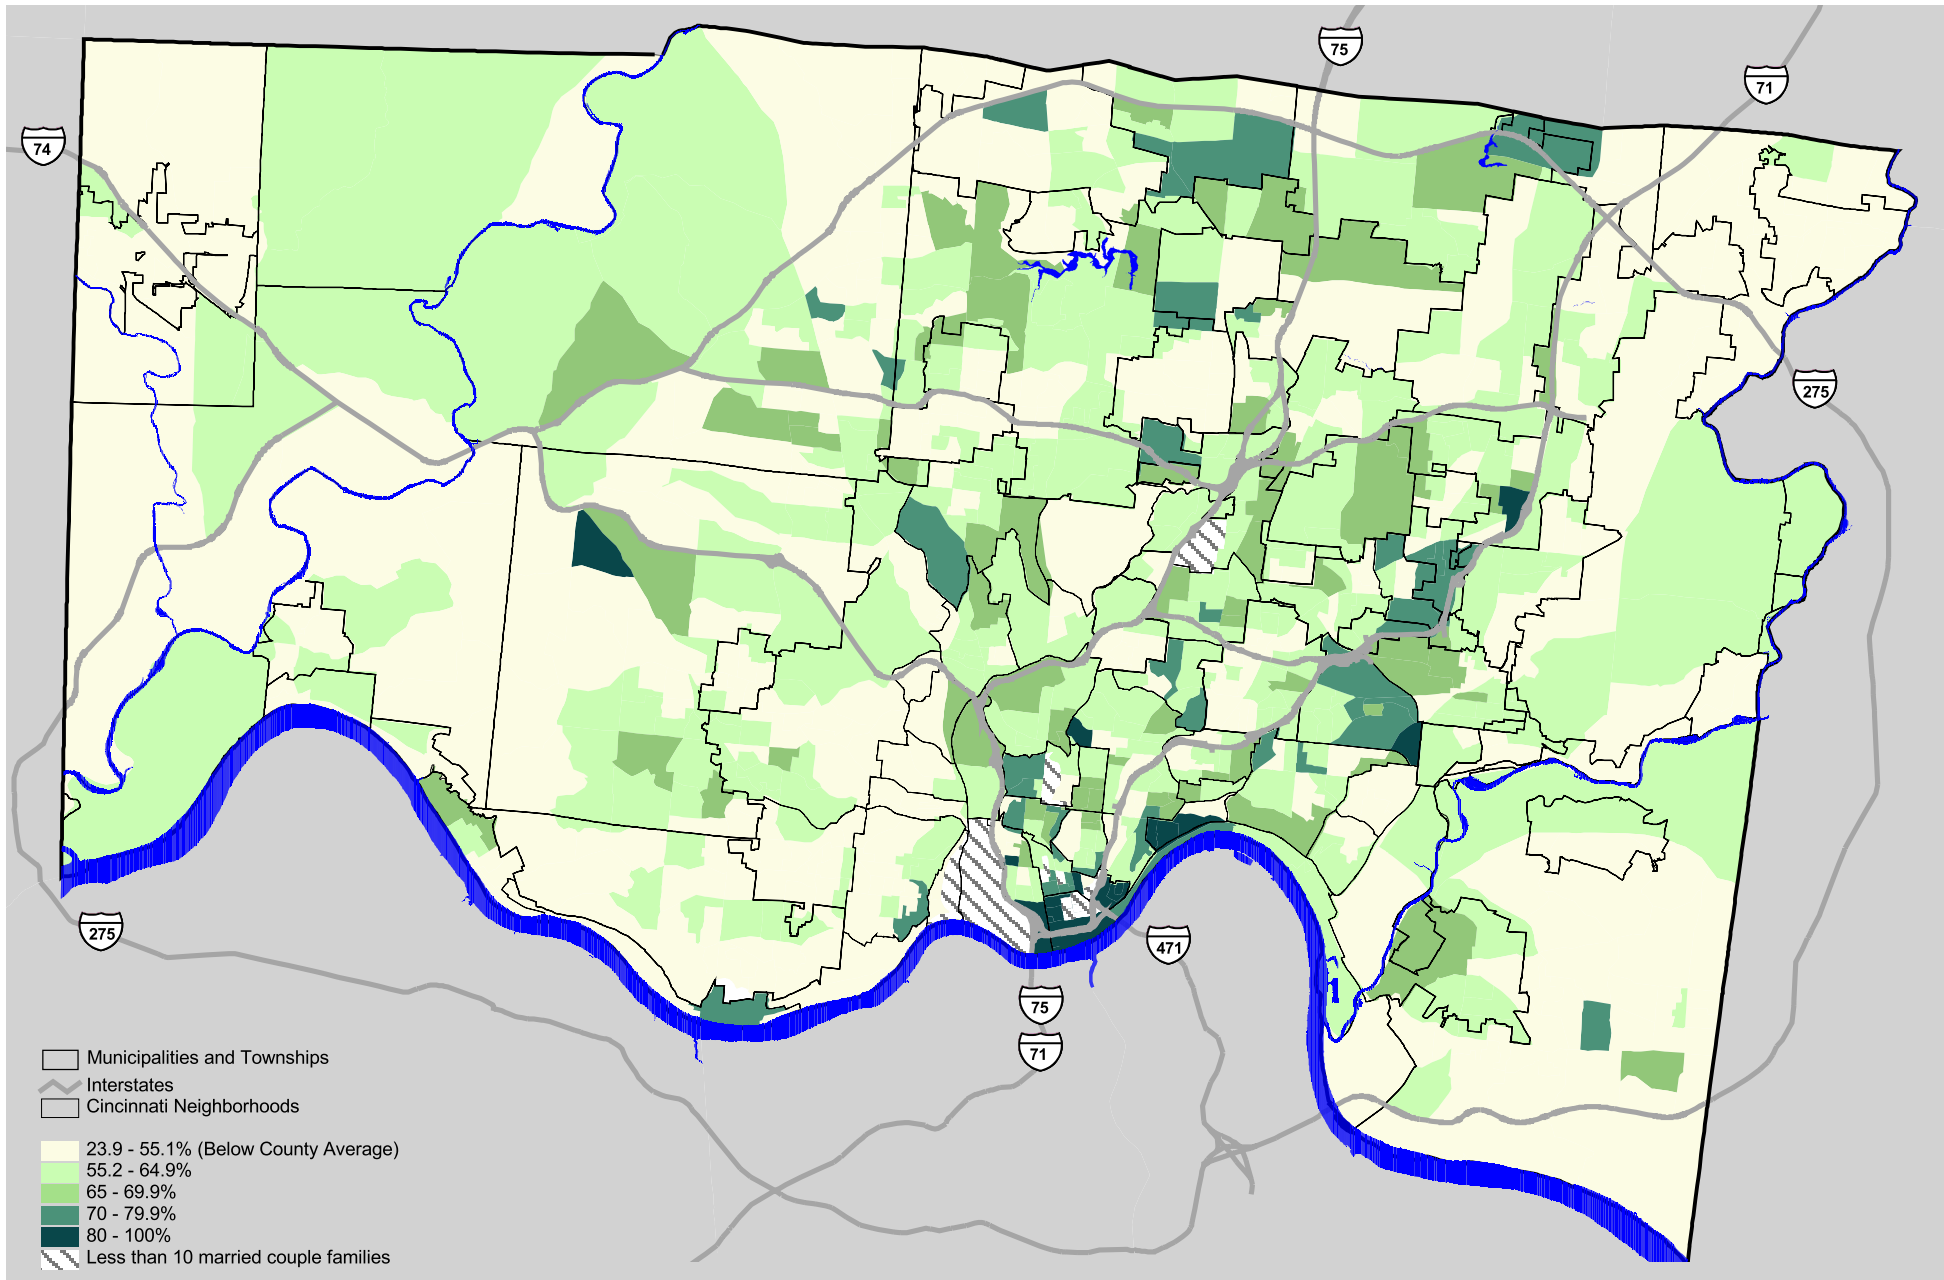 75
71
74
275
275
471
75
71
Municipalities and Townships
Interstates
Cincinnati Neighborhoods
23.9 - 55.1% (Below County Average)
55.2 - 64.9%
65 - 69.9%
70 - 79.9%
80 - 100%
Less than 10 married couple families